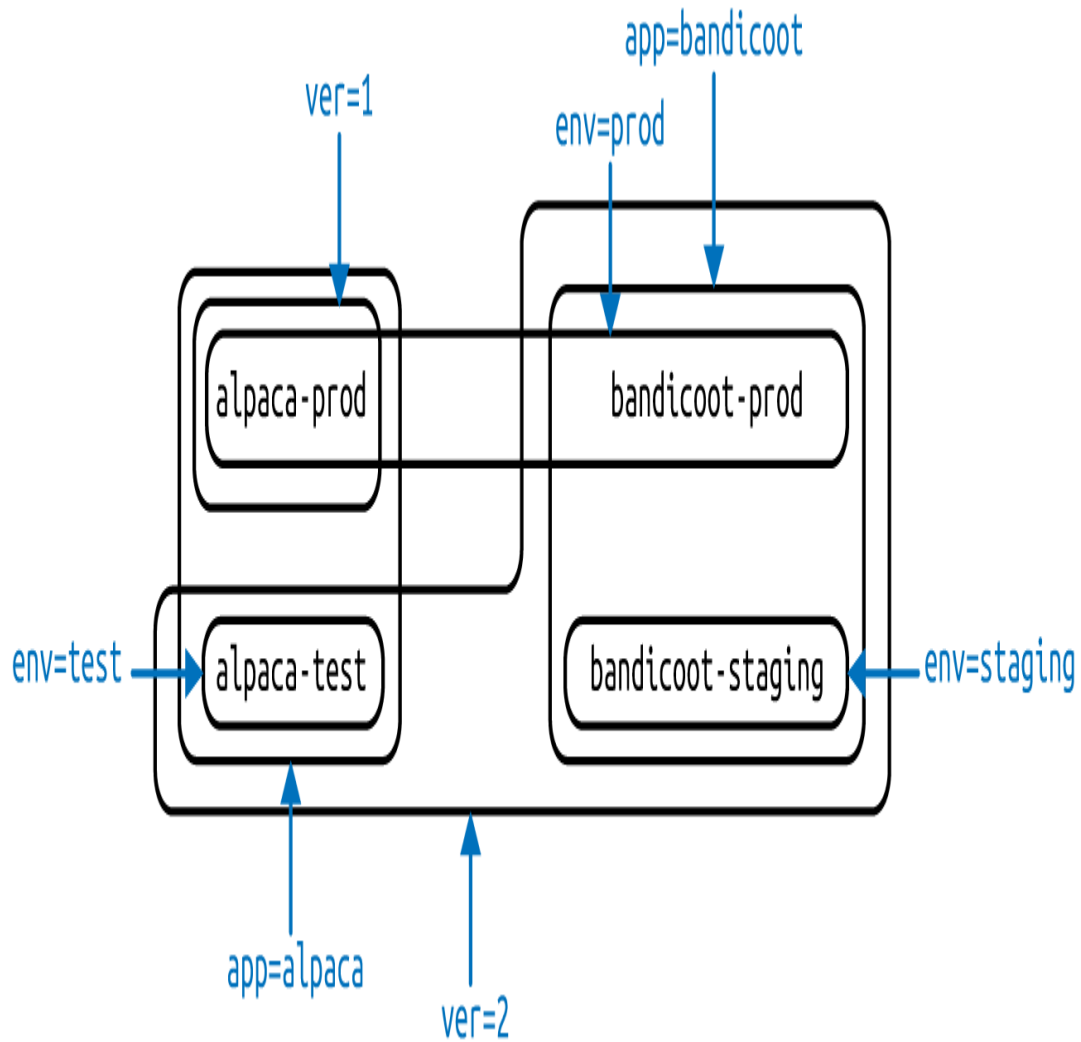 app=bandicoot
ver=1
env=prod
alpaca-prod
bandicoot-prod
env=test
alpaca-test
bandicoot-staging
env=staging
app=alpaca
ver=2